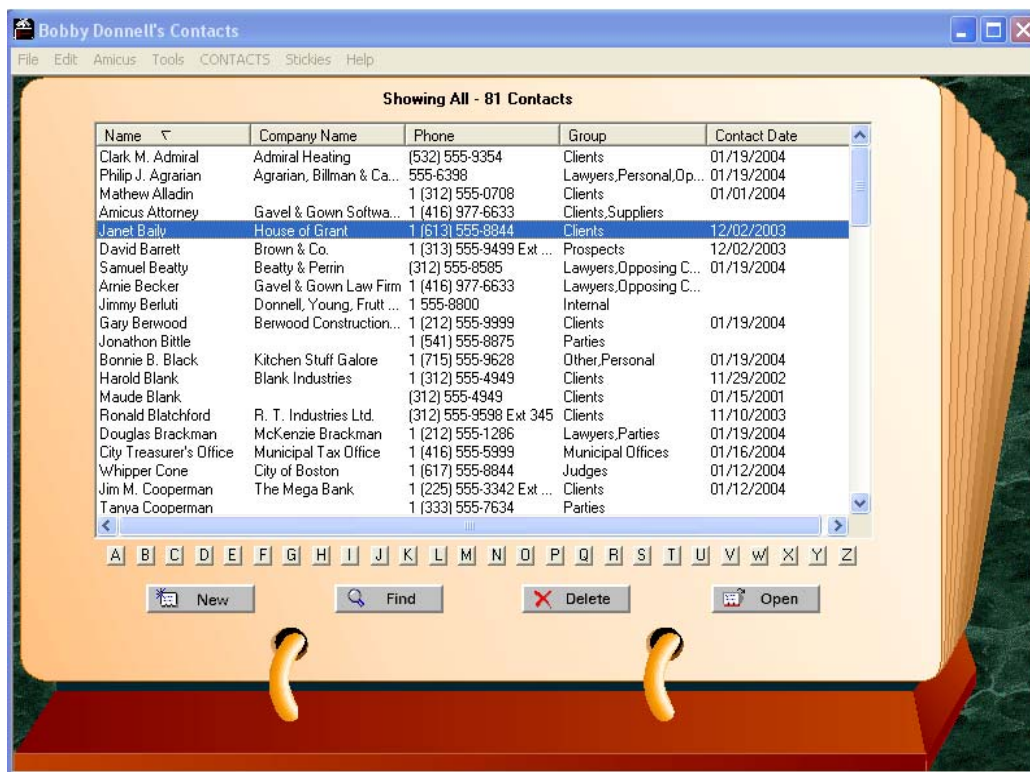 Bobby Donnell's Contacts
File Edit Amicus Tools CONTACTS Stickies Help
Showing All - 81 Contacts
Name Company Name Phone Group Contact Date
Clark M. Admiral Admiral Heating (532) 555-9354 Clients 01/19/2004
Philip J. Agrarian Agrarian, Billman & Ca... 555-6398 Lawyers,Personal,Op... 01/19/2004
Mathew Alladin 1 (312) 555-0708 Clients 01/01/2004
Amicus Attorney Gavel & Gown Softwa... 1 (416) 977-6633 Clients,Suppliers
Janet Baily House of Grant 1 (613) 555-8844 Clients 12/02/2003
David Barrett Brown & Co. 1 (313) 555-9499 Ext ... Prospects 12/02/2003
Samuel Beatty Beatty & Perrin (312) 555-8585 Lawyers,Opposing C... 01/19/2004
Arnie Becker Gavel & Gown Law Firm 1 (416) 977-6633 Lawyers,Opposing C...
Jimmy Berluti Donnell, Young, Frutt ... 1 555-8800 Internal
Gary Berwood Berwood Construction... 1 (212) 555-9999 Clients 01/19/2004
Jonathon Bittle 1 (541) 555-8875 Parties
Bonnie B. Black Kitchen Stuff Galore 1 (715) 555-9628 Other,Personal 01/19/2004
Harold Blank Blank Industries 1 (312) 555-4949 Clients 11/29/2002
Maude Blank (312) 555-4949 Clients 01/15/2001
Ronald Blatchford R. T. Industries Ltd. (312) 555-9598 Ext 345 Clients 11/10/2003
Douglas Brackman McKenzie Brackman 1 (212) 555-1286 Lawyers,Parties 01/19/2004
City Treasurer's Office Municipal Tax Office 1 (416) 555-5999 Municipal Offices 01/16/2004
Whipper Cone City of Boston 1 (617) 555-8844 Judges 01/12/2004
Jim M. Cooperman The Mega Bank 1 (225) 555-3342 Ext ... Clients 01/12/2004
Tanya Cooperman 1 (333) 555-7634 Parties
A B C D E F G H I J K L M N O P Q R S T U V W X Y Z
New Find Delete Open